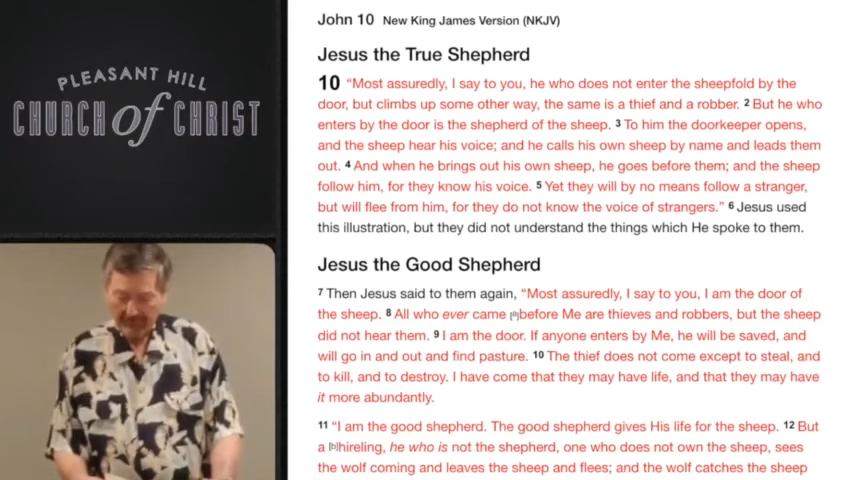 PLEASANT HILL
CHURCH of CHRIST
John 10 New King James Version (NKJV)
Jesus the True Shepherd
10 “Most assuredly, I say to you, he who does not enter the sheepfold by the
door, but climbs up some other way, the same is a thief and a robber. 2 But he who
enters by the door is the shepherd of the sheep. 3 To him the doorkeeper opens,
and the sheep hear his voice; and he calls his own sheep by name and leads them
out. 4 And when he brings out his own sheep, he goes before them; and the sheep
follow him, for they know his voice. 5 Yet they will by no means follow a stranger,
but will flee from him, for they do not know the voice of strangers.” 6 Jesus used
this illustration, but they did not understand the things which He spoke to them.
Jesus the Good Shepherd
7 Then Jesus said to them again, “Most assuredly, I say to you, I am the door of
the sheep. 8 All who ever came [a]before Me are thieves and robbers, but the sheep
did not hear them. 9 I am the door. If anyone enters by Me, he will be saved, and
will go in and out and find pasture. 10 The thief does not come except to steal, and
to kill, and to destroy. I have come that they may have life, and that they may have
it more abundantly.
11 “I am the good shepherd. The good shepherd gives His life for the sheep. 12 But
a [b]hireling, he who is not the shepherd, one who does not own the sheep, sees
the wolf coming and leaves the sheep and flees; and the wolf catches the sheep